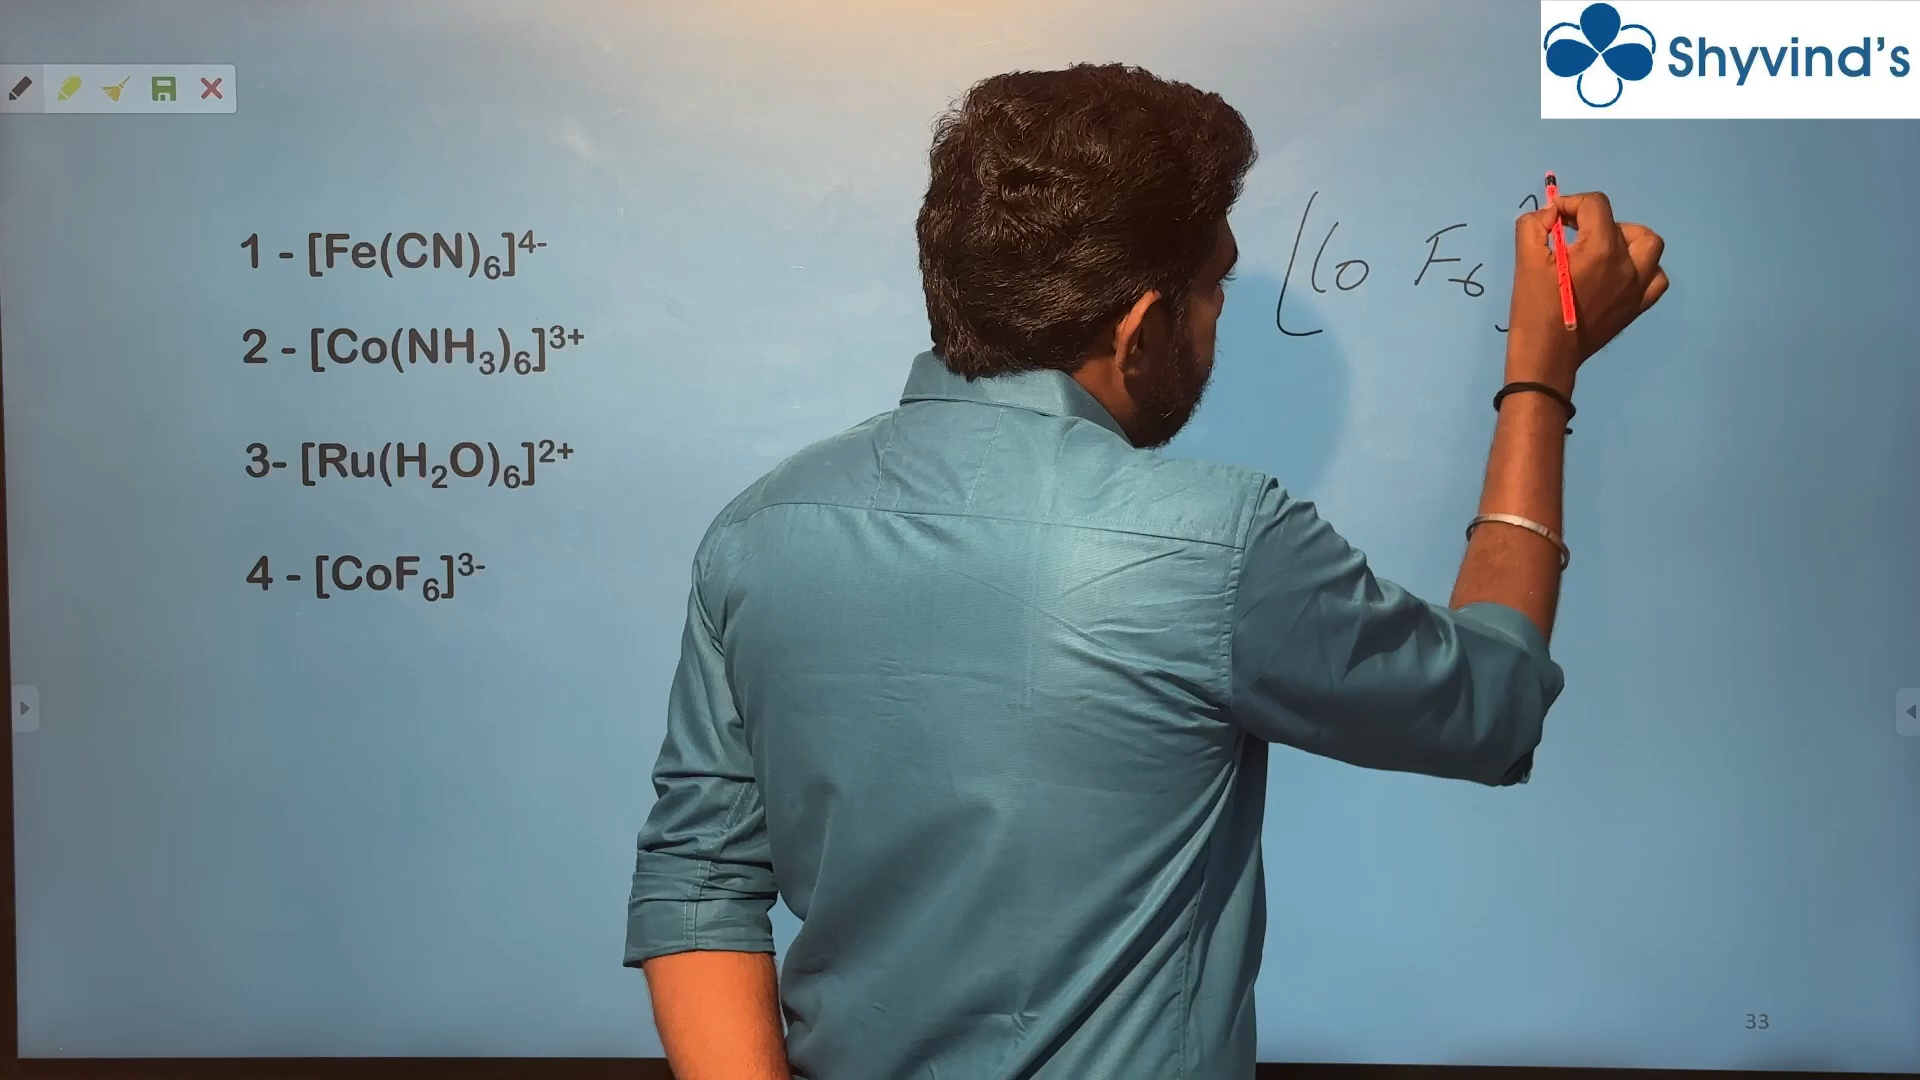 Shyvind's
1 - [Fe(CN)₆]⁴⁻
[Co F₆]
2 - [Co(NH₃)₆]³⁺
3- [Ru(H₂O)₆]²⁺
4 - [CoF₆]³⁻
33